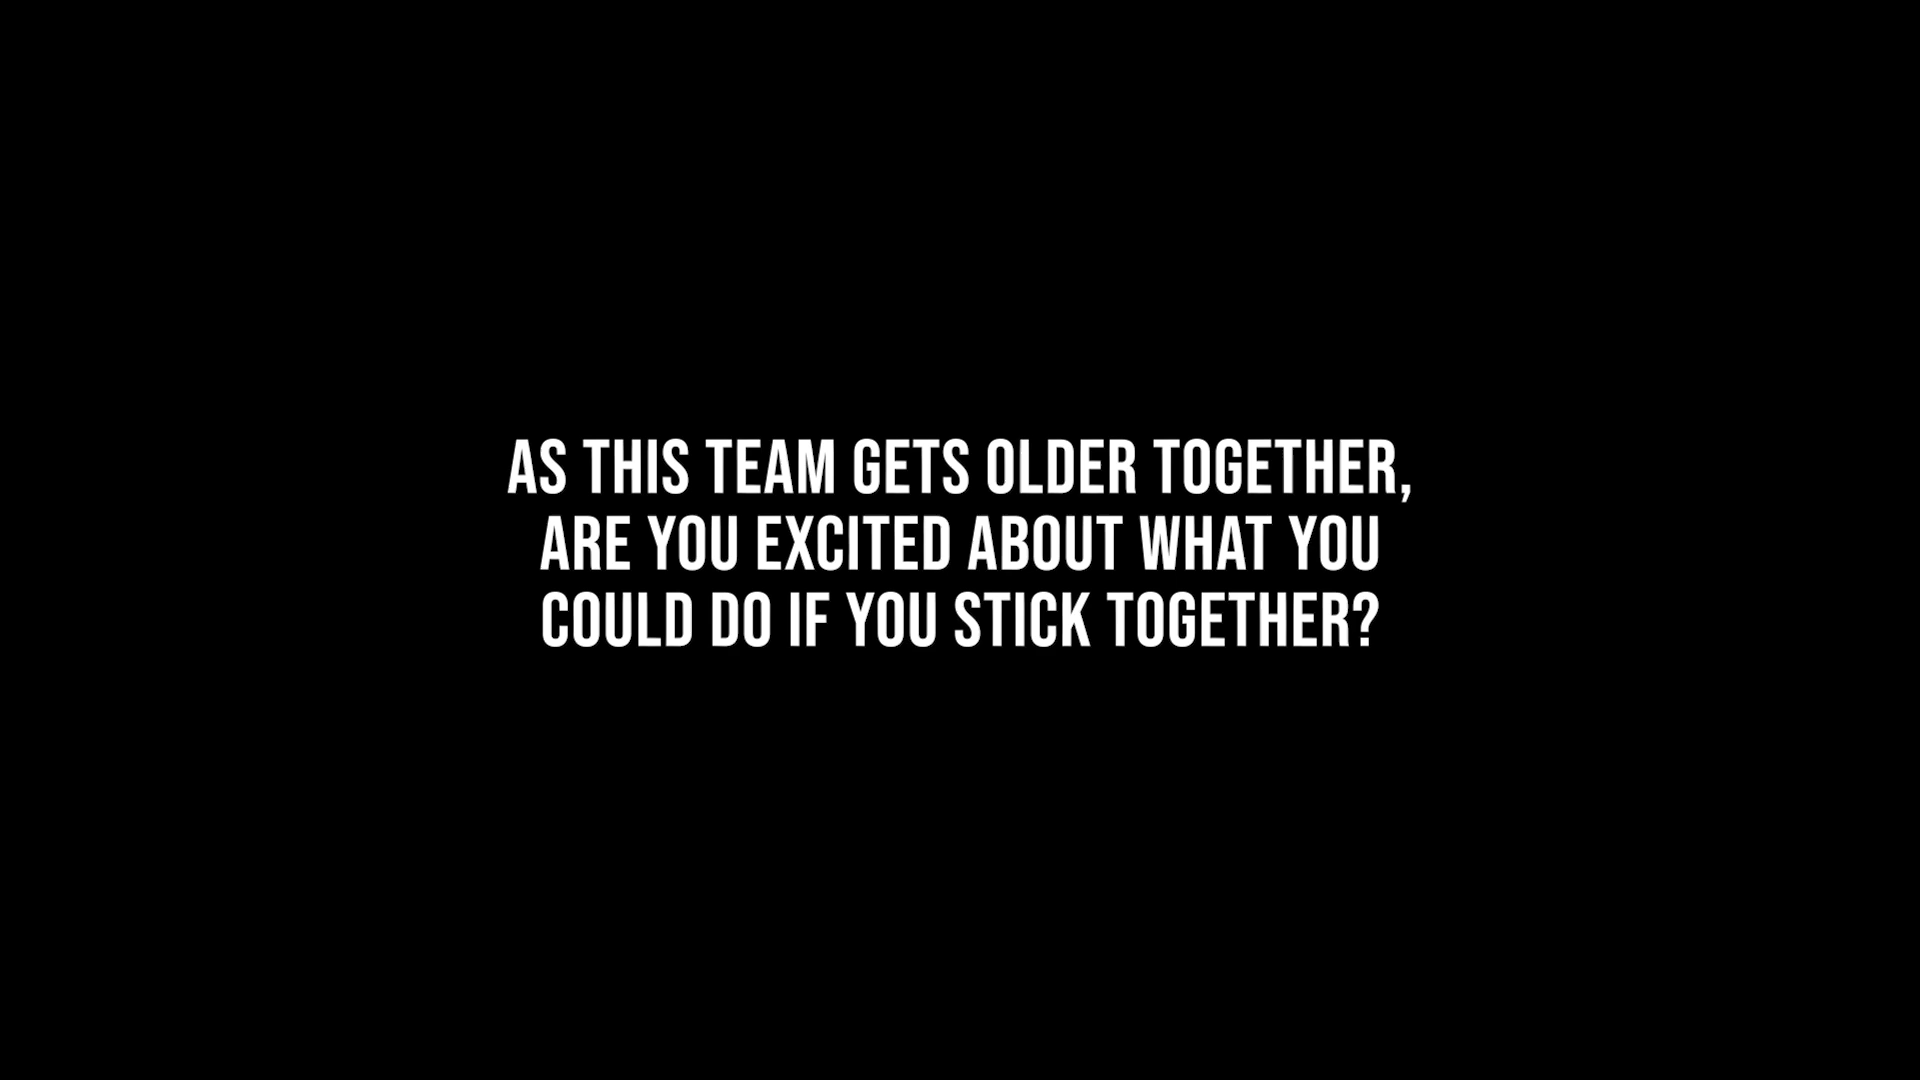 AS THIS TEAM GETS OLDER TOGETHER,
ARE YOU EXCITED ABOUT WHAT YOU
COULD DO IF YOU STICK TOGETHER?